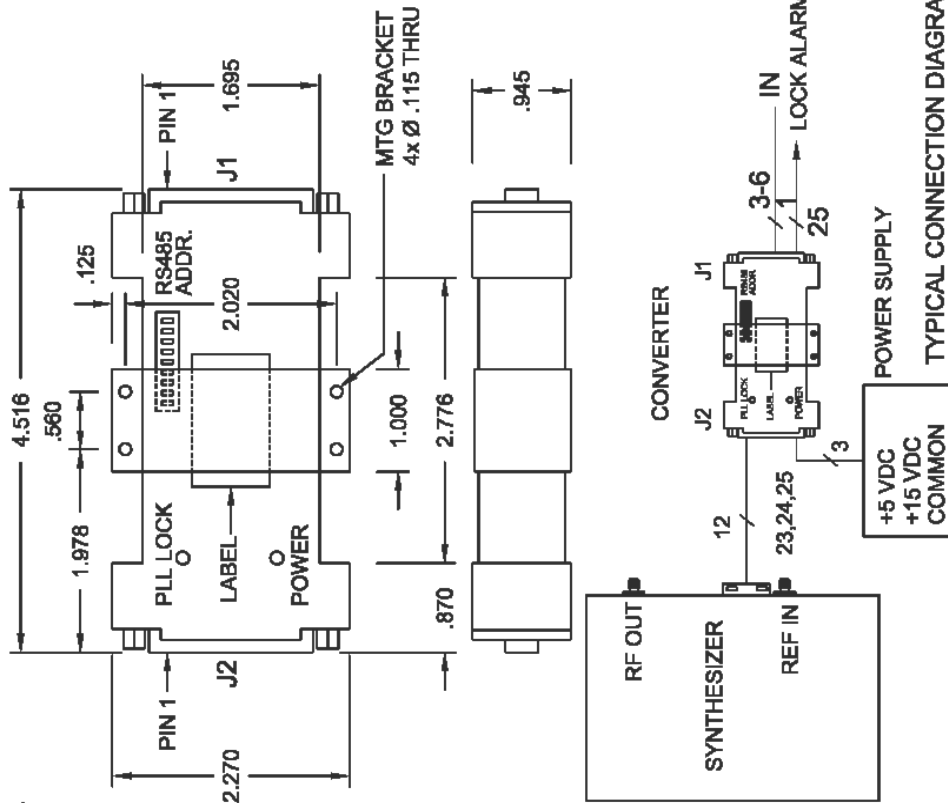 4.516
1.978
.560
.125
PIN 1
J2
PLL LOCK
LABEL
POWER
RS485
ADDR.
2.020
PIN 1
J1
1.695
2.270
1.000
2.776
.870
MTG BRACKET
4x Ø .115 THRU
.945
CONVERTER
J2
J1
PLL LOCK
LABEL
POWER
ADDR
12
23,24,25
3
3-6
IN
1
LOCK ALARM
25
RF OUT
SYNTHESIZER
REF IN
POWER SUPPLY
+5 VDC
+15 VDC
COMMON
TYPICAL CONNECTION DIAGRA